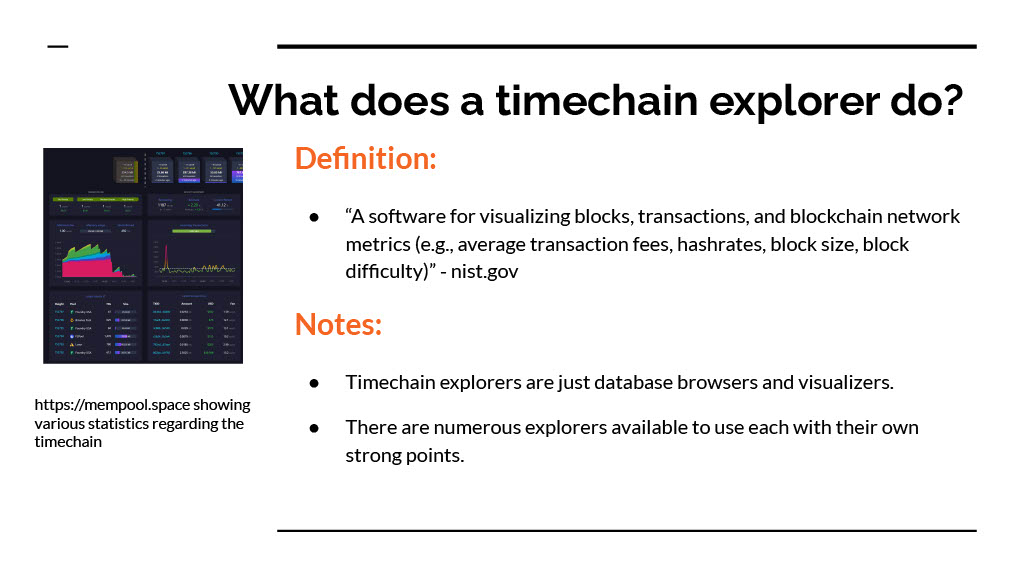 What does a timechain explorer do?
Definition:
● “A software for visualizing blocks, transactions, and blockchain network
metrics (e.g., average transaction fees, hashrates, block size, block
difficulty)” - nist.gov
Notes:
● Timechain explorers are just database browsers and visualizers.
● There are numerous explorers available to use each with their own
strong points.
https://mempool.space showing
various statistics regarding the
timechain